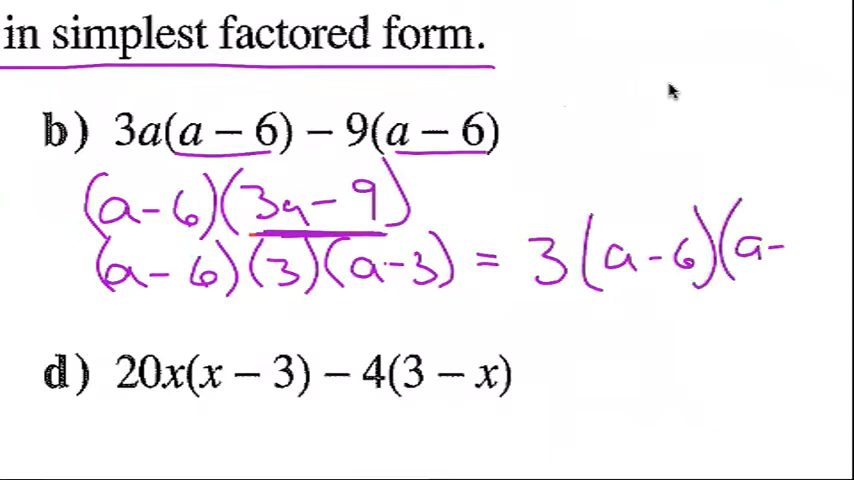 in simplest factored form.
b) 3a(a – 6) – 9(a – 6)
(a-6)(3a-9)
(a-6)(3)(a-3) = 3(a-6)(a-
d) 20x(x – 3) – 4(3 – x)